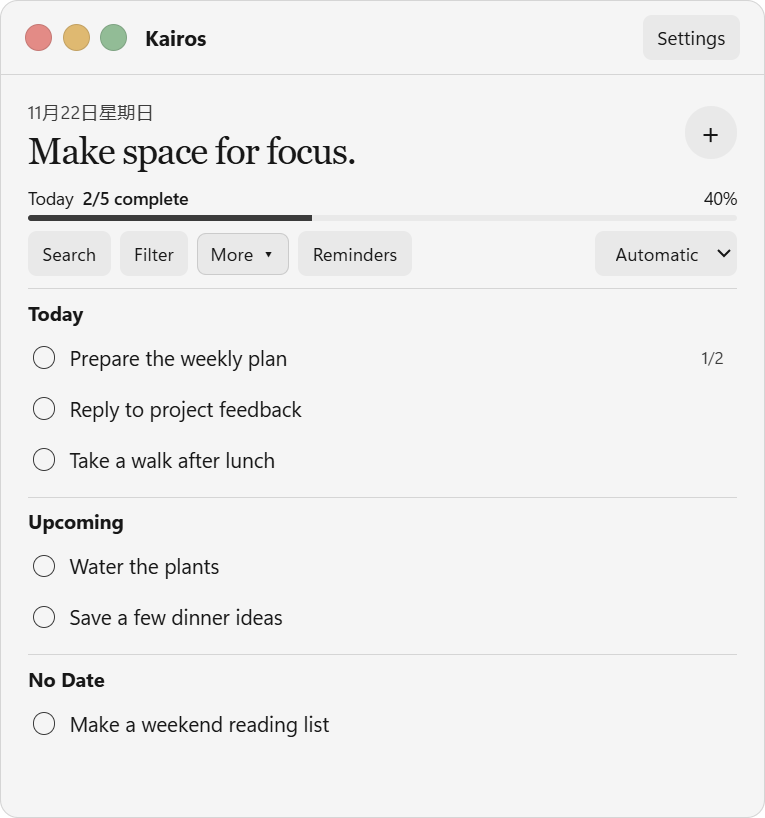 Kairos Settings
11月22日星期日
Make space for focus.
+
Today 2/5 complete 40%
Search Filter More ▼ Reminders Automatic
Today
Prepare the weekly plan 1/2
Reply to project feedback
Take a walk after lunch
Upcoming
Water the plants
Save a few dinner ideas
No Date
Make a weekend reading list